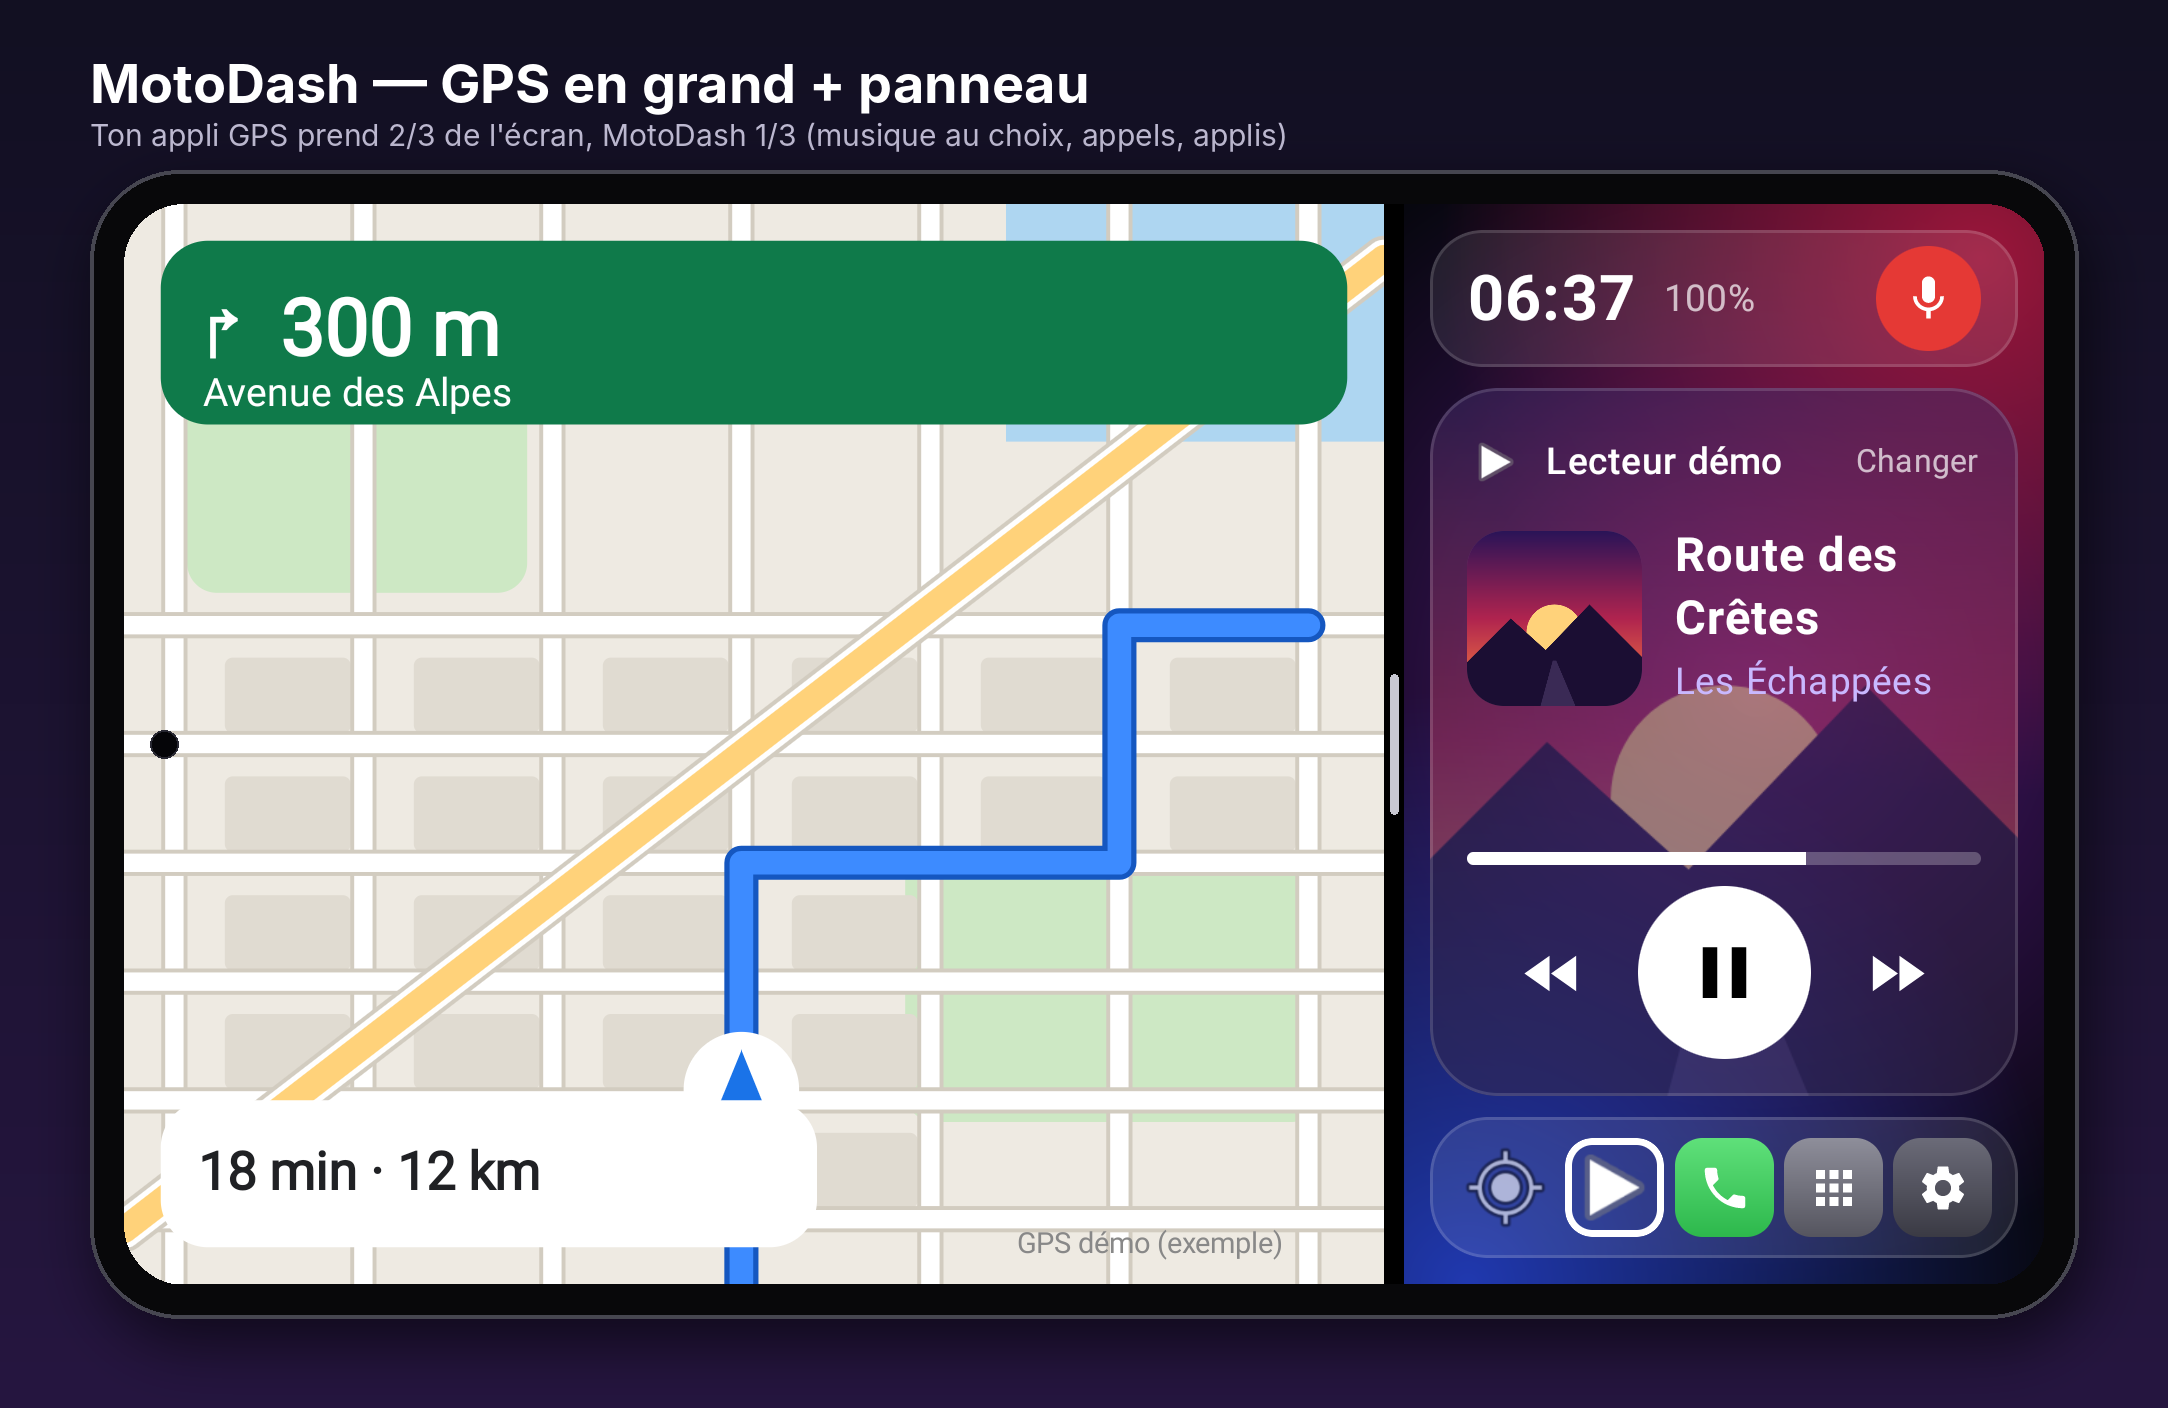 MotoDash — GPS en grand + panneau
Ton appli GPS prend 2/3 de l'écran, MotoDash 1/3 (musique au choix, appels, applis)
300 m
Avenue des Alpes
18 min · 12 km
GPS démo (exemple)
06:37 100%
Lecteur démo Changer
Route des
Crêtes
Les Échappées